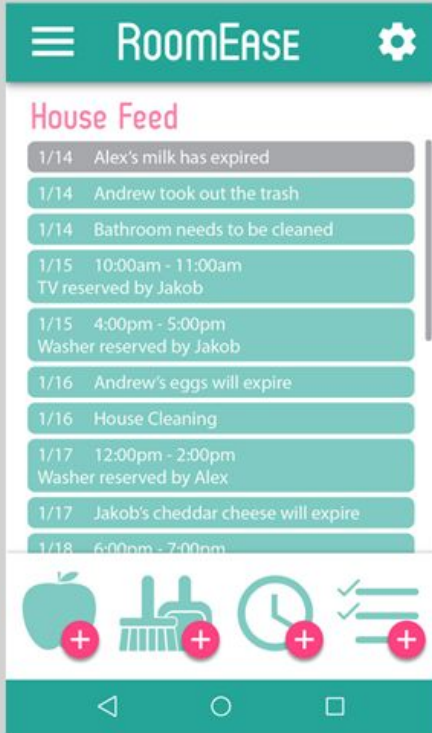 RoomEase
House Feed
1/14 Alex's milk has expired
1/14 Andrew took out the trash
1/14 Bathroom needs to be cleaned
1/15 10:00am - 11:00am
TV reserved by Jakob
1/15 4:00pm - 5:00pm
Washer reserved by Jakob
1/16 Andrew's eggs will expire
1/16 House Cleaning
1/17 12:00pm - 2:00pm
Washer reserved by Alex
1/17 Jakob's cheddar cheese will expire
1/18 6:00pm - 7:00pm